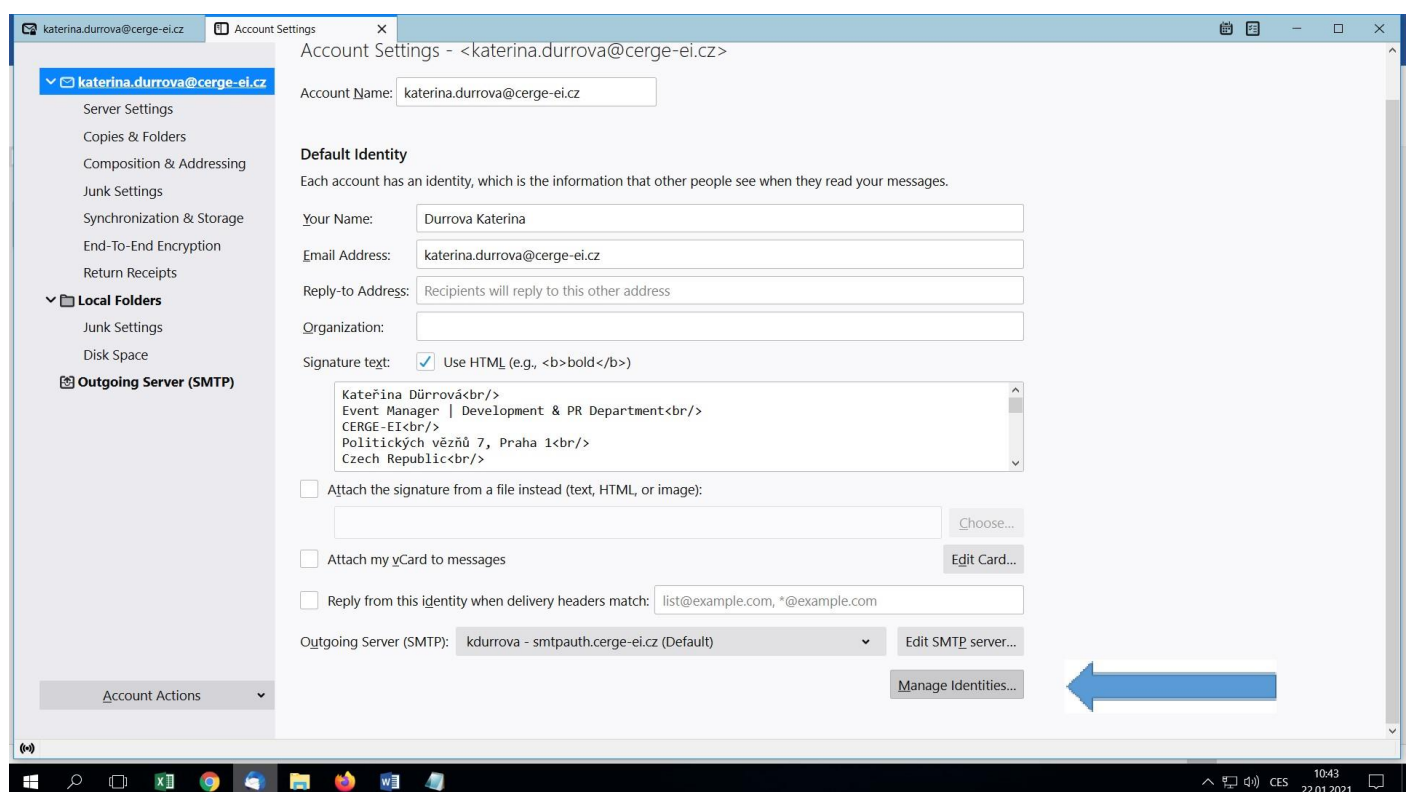 katerina.durrova@cerge-ei.cz
Account Settings
Account Settings - <katerina.durrova@cerge-ei.cz>
katerina.durrova@cerge-ei.cz
Server Settings
Copies & Folders
Composition & Addressing
Junk Settings
Synchronization & Storage
End-To-End Encryption
Return Receipts
Local Folders
Junk Settings
Disk Space
Outgoing Server (SMTP)
Account Actions
Account Name: katerina.durrova@cerge-ei.cz
Default Identity
Each account has an identity, which is the information that other people see when they read your messages.
Your Name: Durrova Katerina
Email Address: katerina.durrova@cerge-ei.cz
Reply-to Address: Recipients will reply to this other address
Organization:
Signature text: Use HTML (e.g., <b>bold</b>)
Kateřina Dürrová<br/>
Event Manager | Development & PR Department<br/>
CERGE-EI<br/>
Politických vězňů 7, Praha 1<br/>
Czech Republic<br/>
Attach the signature from a file instead (text, HTML, or image):
Choose...
Attach my vCard to messages Edit Card...
Reply from this identity when delivery headers match: list@example.com, *@example.com
Outgoing Server (SMTP): kdurrova - smtpauth.cerge-ei.cz (Default) Edit SMTP server...
Manage Identities...
CES
10:43
22.01.2021